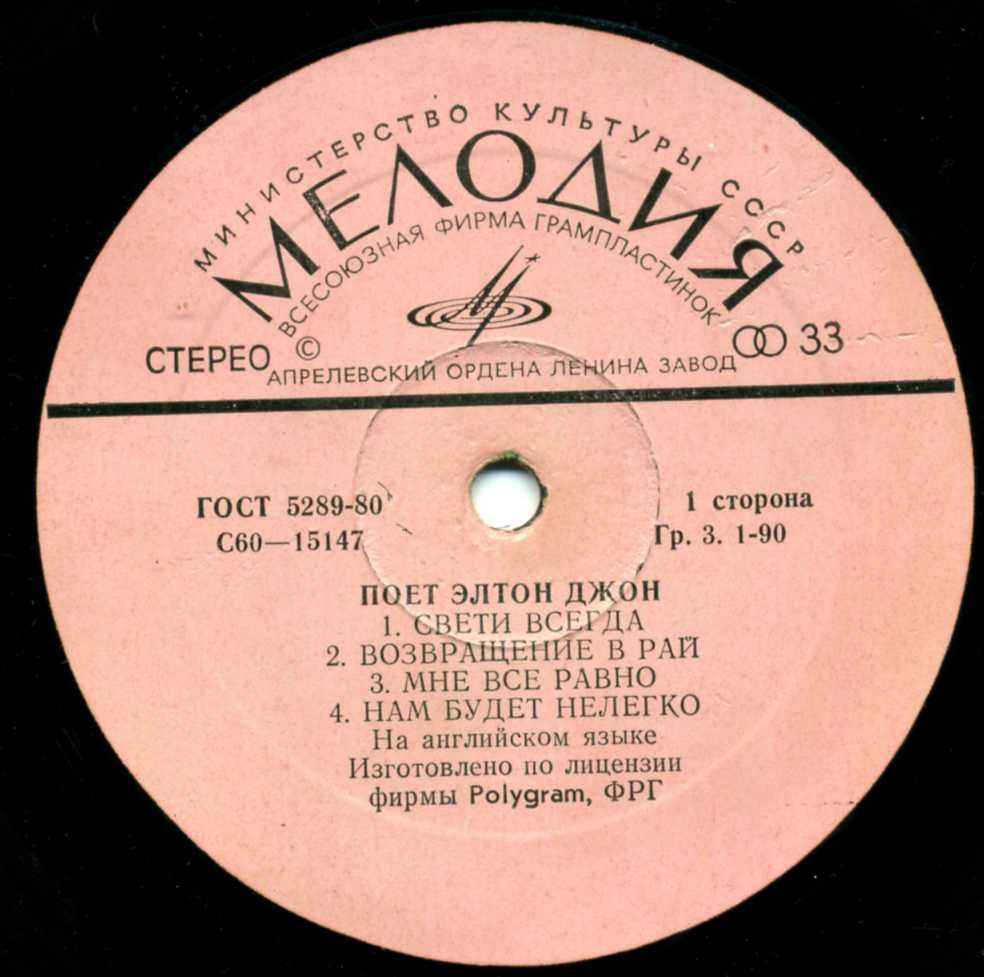 МИНИСТЕРСТВО КУЛЬТУРЫ СССР
МЕЛОДИЯ
ВСЕСОЮЗНАЯ ФИРМА ГРАМПЛАСТИНОК
СТЕРЕО © 33
АПРЕЛЕВСКИЙ ОРДЕНА ЛЕНИНА ЗАВОД
ГОСТ 5289-80 1 сторона
С60—15147 Гр. 3. 1-90
ПОЕТ ЭЛТОН ДЖОН
1. СВЕТИ ВСЕГДА
2. ВОЗВРАЩЕНИЕ В РАЙ
3. МНЕ ВСЕ РАВНО
4. НАМ БУДЕТ НЕЛЕГКО
На английском языке
Изготовлено по лицензии
фирмы Polygram, ФРГ